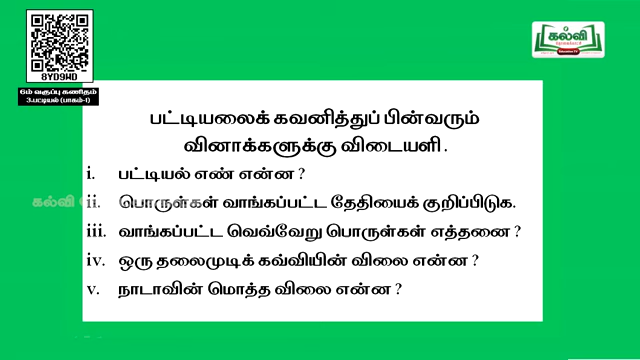 8YD9WD
6ம் வகுப்பு கணிதம்
3.பட்டியல் (பாகம்-1)
கல்வி
பட்டியலைக் கவனித்துப் பின்வரும்
வினாக்களுக்கு விடையளி.
i. பட்டியல் எண் என்ன ?
ii. பொருள்கள் வாங்கப்பட்ட தேதியைக் குறிப்பிடுக.
iii. வாங்கப்பட்ட வெவ்வேறு பொருள்கள் எத்தனை ?
iv. ஒரு தலைமுடிக் கவ்வியின் விலை என்ன ?
v. நாடாவின் மொத்த விலை என்ன ?